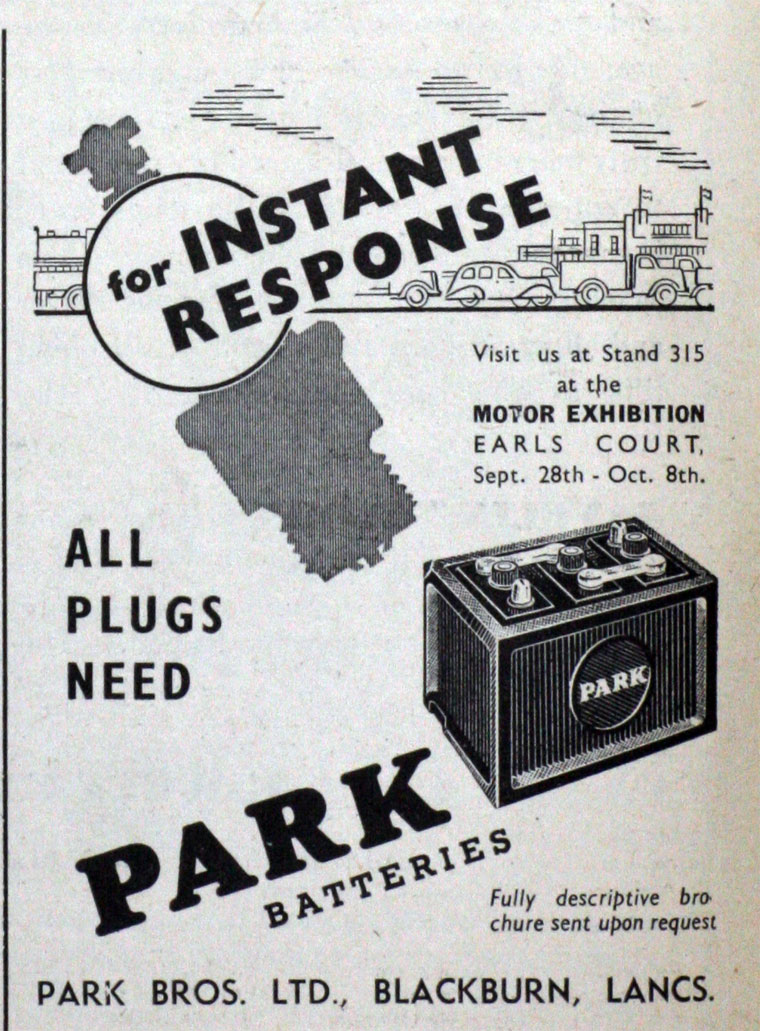 for INSTANT
RESPONSE
Visit us at Stand 315
at the
MOTOR EXHIBITION
EARLS COURT,
Sept. 28th - Oct. 8th.
ALL
PLUGS
NEED
PARK
PARK
BATTERIES
Fully descriptive bro-
chure sent upon request
PARK BROS. LTD., BLACKBURN, LANCS.